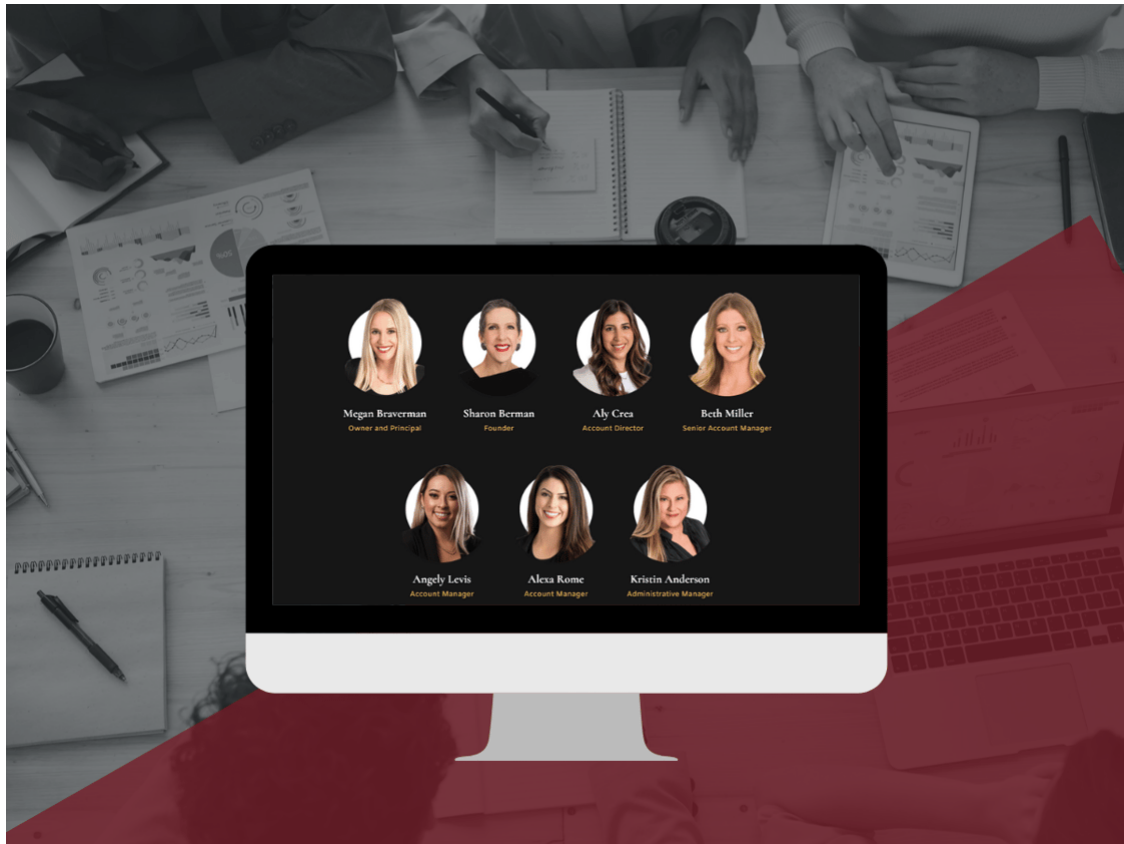 Megan Braverman
Owner and Principal
Sharon Berman
Founder
Aly Crea
Account Director
Beth Miller
Senior Account Manager
Angely Levis
Account Manager
Alexa Rome
Account Manager
Kristin Anderson
Administrative Manager